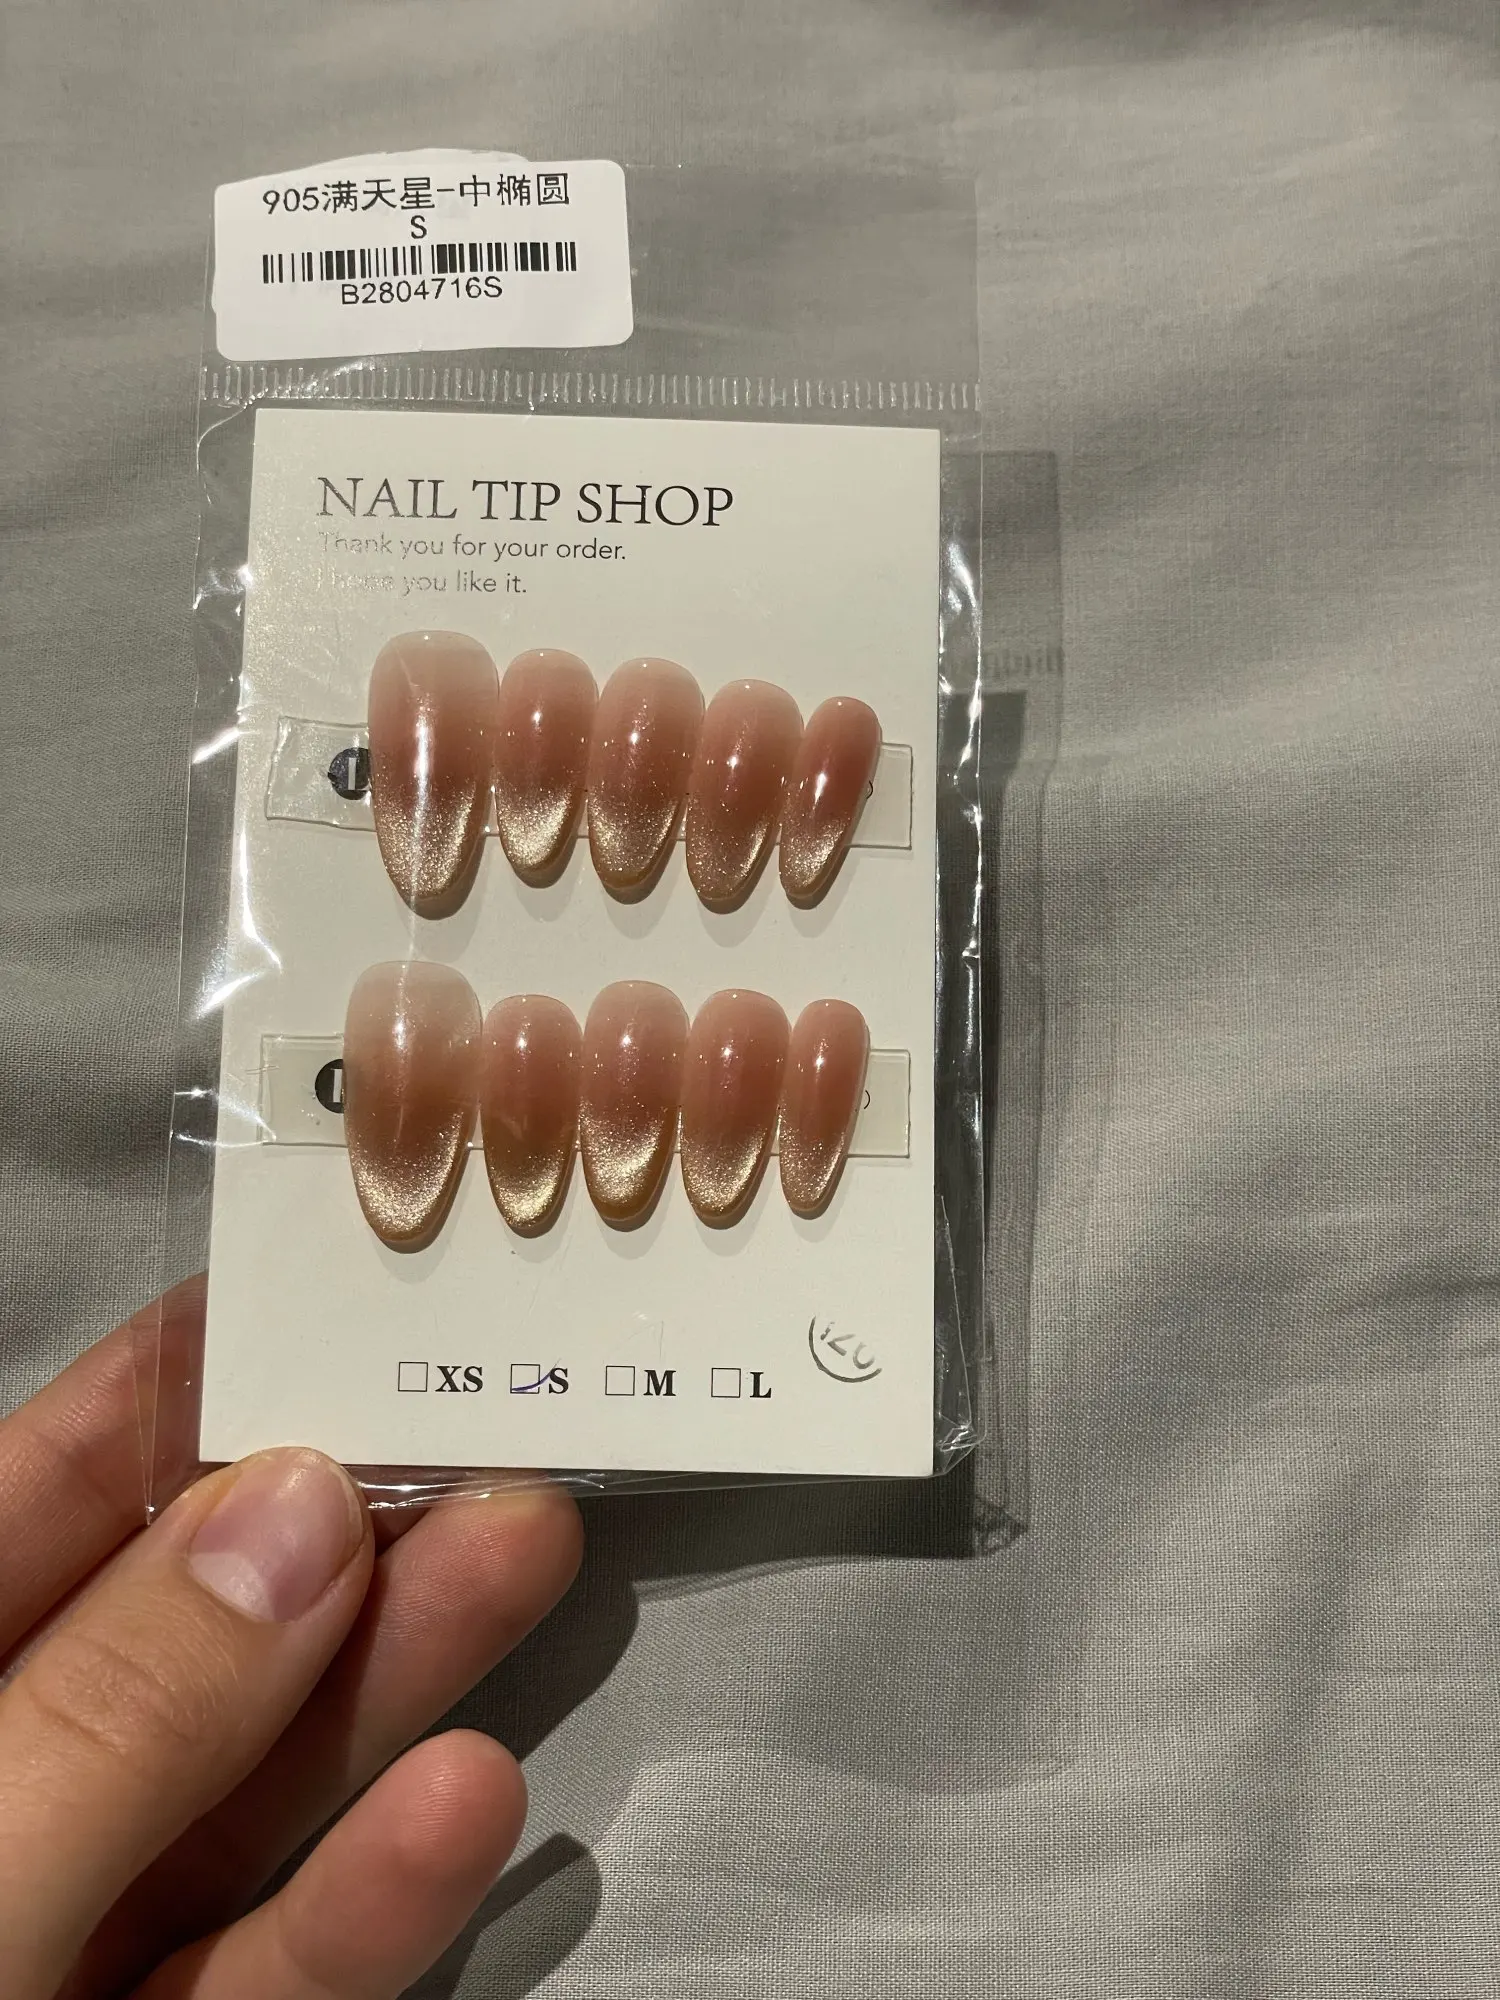 905满天星-中椭圆
S
B2804716S
NAIL TIP SHOP
Thank you for your order.
I hope you like it.
XS S M L